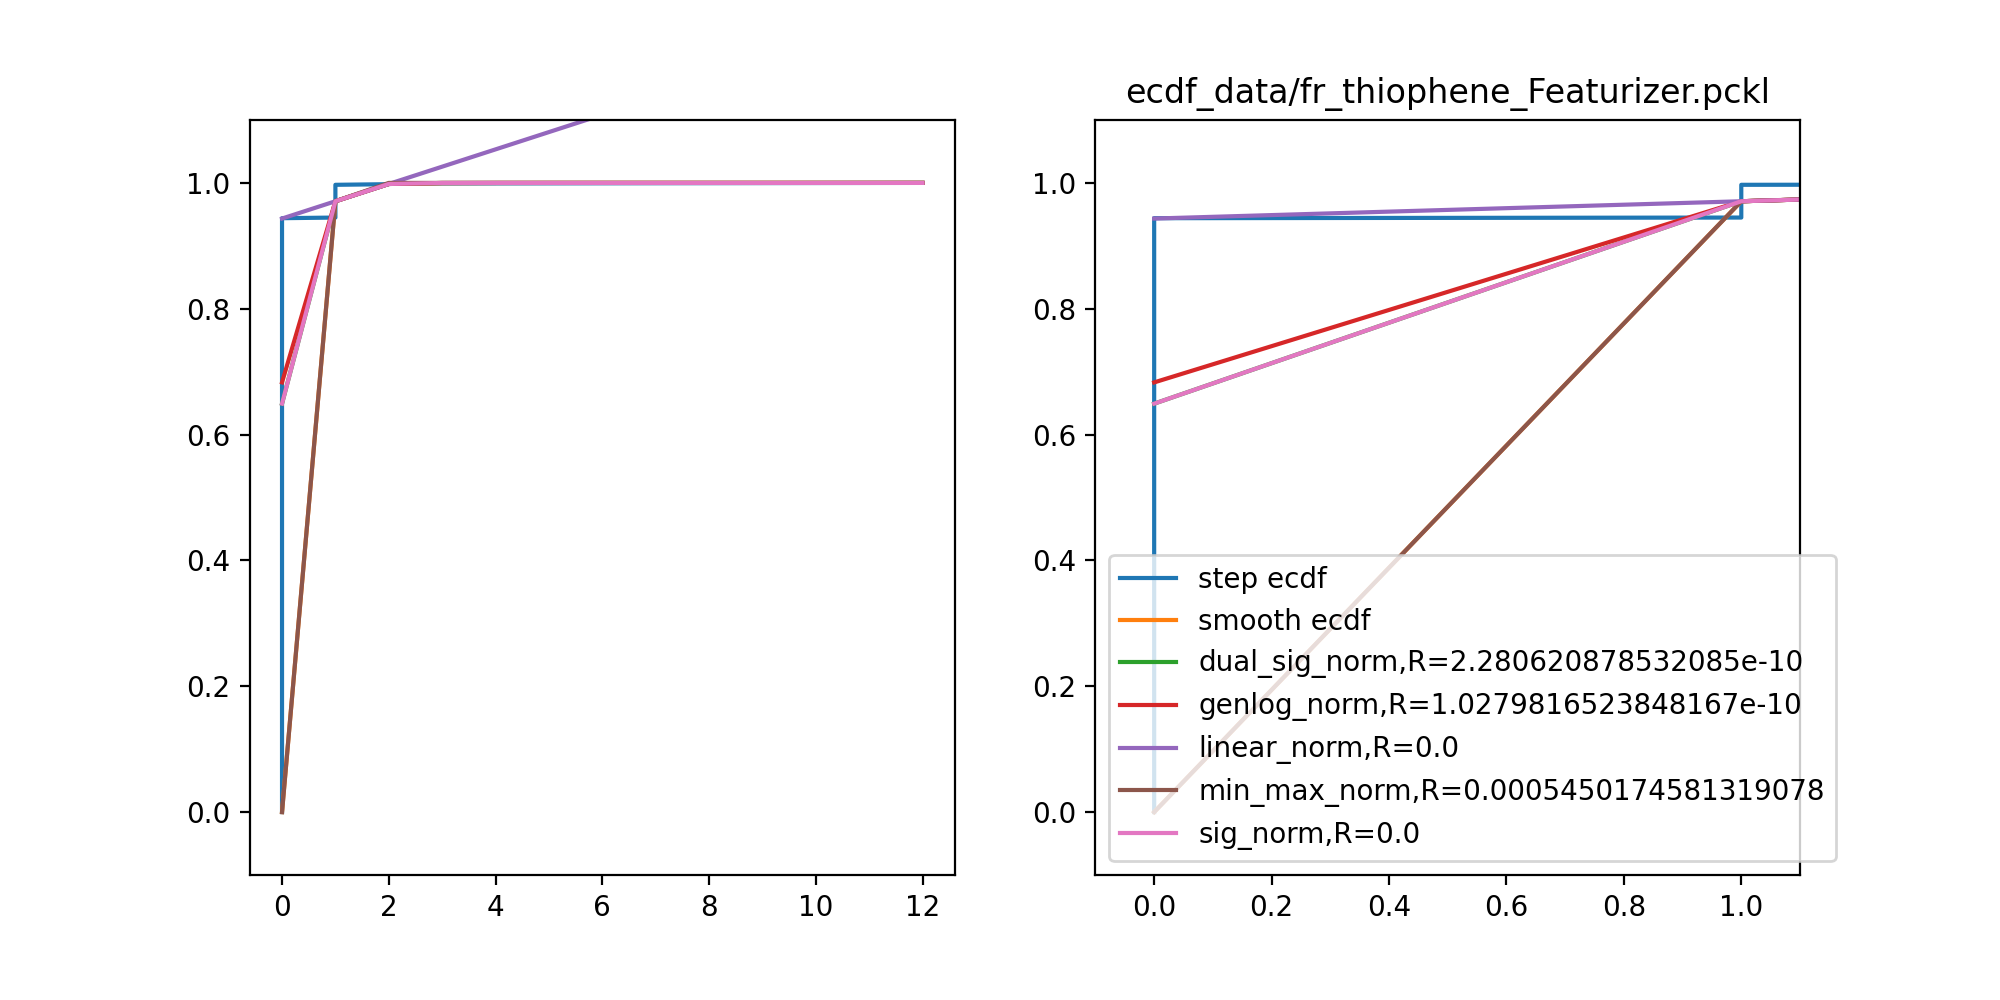 ecdf_data/fr_thiophene_Featurizer.pckl
1.0
0.8
0.6
0.4
0.2
0.0
0 2 4 6 8 10 12
1.0
0.8
0.6
0.4
0.2
0.0
0.0 0.2 0.4 0.6 0.8 1.0
step ecdf
smooth ecdf
dual_sig_norm,R=2.280620878532085e-10
genlog_norm,R=1.0279816523848167e-10
linear_norm,R=0.0
min_max_norm,R=0.0005450174581319078
sig_norm,R=0.0